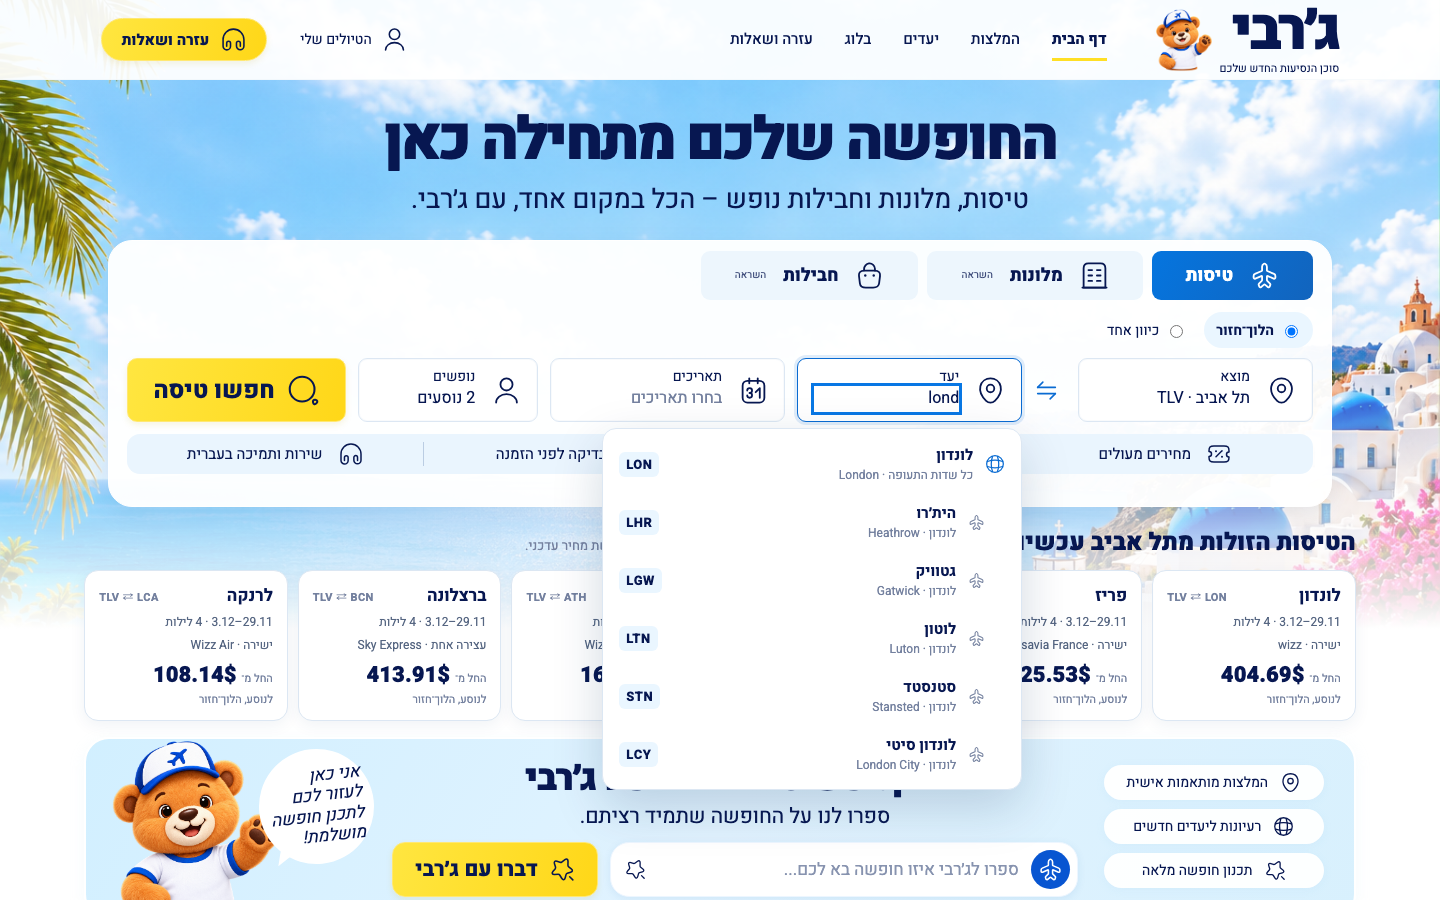 ג׳רבי
סוכן הנסיעות החדש שלכם
דף הבית
המלצות
יעדים
בלוג
עזרה ושאלות
הטיולים שלי
עזרה ושאלות
החופשה שלכם מתחילה כאן
טיסות, מלונות וחבילות נופש – הכל במקום אחד, עם ג׳רבי.
טיסות
מלונות
השראה
חבילות
השראה
הלוך־חזור
כיוון אחד
מוצא
תל אביב · TLV
יעד
lond
תאריכים
בחרו תאריכים
31
נופשים
2 נוסעים
חפשו טיסה
מחירים מעולים
בדיקה לפני הזמנה
שירות ותמיכה בעברית
לונדון
כל שדות התעופה · London
LON
הית׳רו
לונדון · Heathrow
LHR
גטוויק
לונדון · Gatwick
LGW
לוטון
לונדון · Luton
LTN
סטנסטד
לונדון · Stansted
STN
לונדון סיטי
לונדון · London City
LCY
הטיסות הזולות מתל אביב עכשיו
מחיר עדכני.
לונדון
TLV ⇄ LON
29.11–3.12 · 4 לילות
ישירה · wizz
החל מ־ 404.69$
לנוסע, הלוך־חזור
פריז
4 לילות
29.11–3.12
ישירה ·
France
החל מ־
לנוסע, הלוך־חזור
TLV ⇄ ATH
ברצלונה
TLV ⇄ BCN
29.11–3.12 · 4 לילות
עצירה אחת · Sky Express
החל מ־ 413.91$
לנוסע, הלוך־חזור
לרנקה
TLV ⇄ LCA
29.11–3.12 · 4 לילות
ישירה · Wizz Air
החל מ־ 108.14$
לנוסע, הלוך־חזור
המלצות מותאמות אישית
רעיונות ליעדים חדשים
תכנון חופשה מלאה
ג׳רבי
ספרו לנו על החופשה שתמיד רציתם.
ספרו לג׳רבי איזו חופשה בא לכם...
דברו עם ג׳רבי
אני כאן
לעזור לכם
לתכנן חופשה
מושלמת!